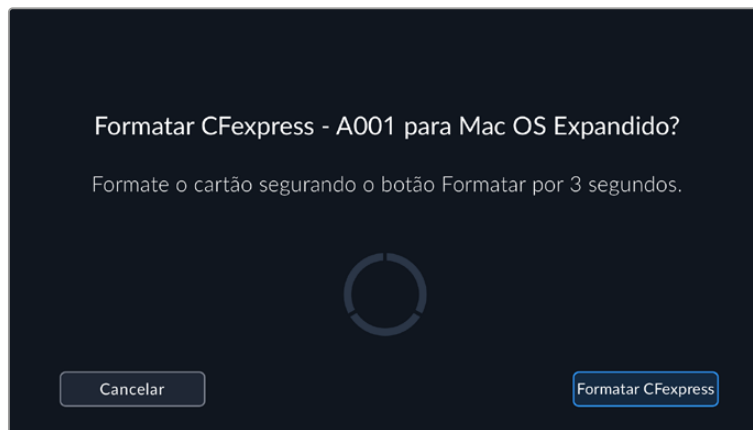 Formatar CFexpress - A001 para Mac OS Expandido?
Formate o cartão segurando o botão Formatar por 3 segundos.
Cancelar
Formatar CFexpress